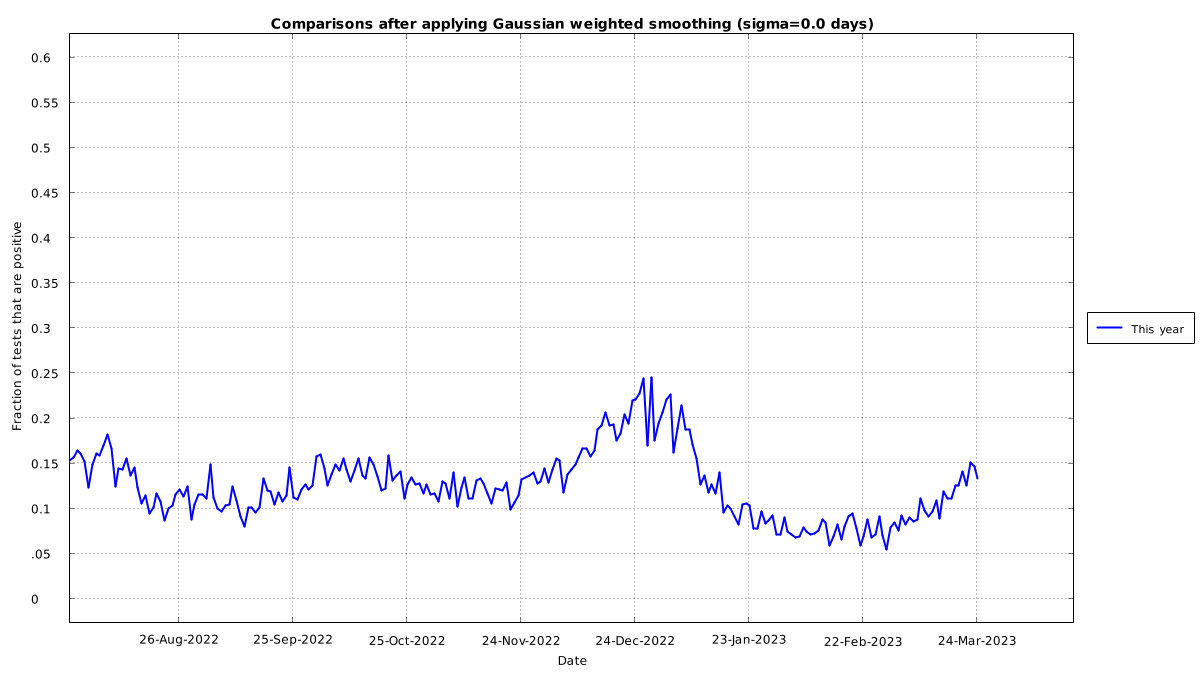 Comparisons after applying Gaussian weighted smoothing (sigma=0.0 days)
0.6
0.55
0.5
0.45
0.4
0.35
0.3
0.25
0.2
0.15
0.1
.05
0
Fraction of tests that are positive
This year
26-Aug-2022 25-Sep-2022 25-Oct-2022 24-Nov-2022 24-Dec-2022 23-Jan-2023 22-Feb-2023 24-Mar-2023
Date